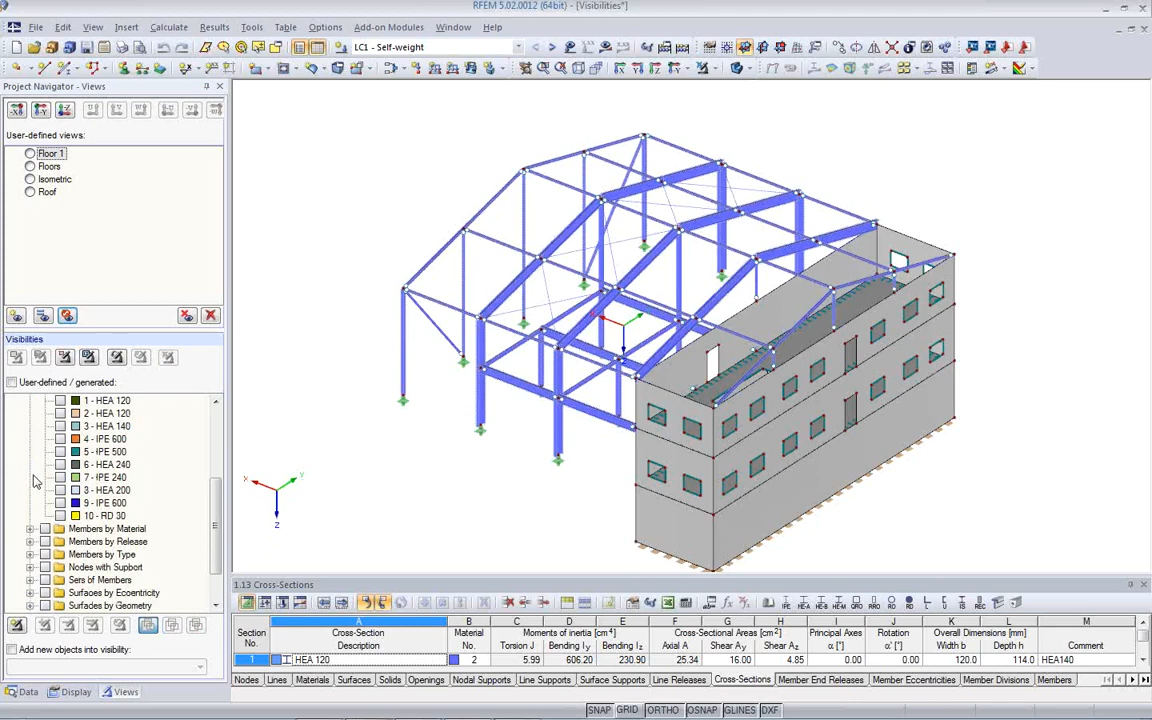 RFEM 5.02.0012 (64bit) - [Visibilities*]
File Edit View Insert Calculate Results Tools Table Options Add-on Modules Window Help
LC1 - Self-weight
Project Navigator - Views
User-defined views:
Floor 1
Floors
Isometric
Roof
Visibilities
User-defined / generated:
1 - HEA 120
2 - HEA 120
3 - HEA 140
4 - IPE 600
5 - IPE 500
6 - HEA 240
7 - IPE 240
3 - HEA 200
9 - IPE 600
10 - RD 30
Members by Material
Members by Release
Members by Type
Nodes with Support
Sers of Members
Surfaces by Eccentricity
Surfades by Geometry
Add new objects into visibility:
Data Display Views
X Y Z
1.13 Cross-Sections
Section No.
A B C D E F G H I J K L M
Cross-Section Description
Material No.
Moments of inertia [cm⁴]
Torsion J Bending Iy Bending Iz
Cross-Sectional Areas [cm²]
Axial A Shear Ay Shear Az
Principal Axes α [°]
Rotation α' [°]
Overall Dimensions [mm]
Width b Depth h
Comment
1 HEA 120 2 5.99 606.20 230.90 25.34 16.00 4.85 0.00 0.00 120.0 114.0 HEA140
Nodes Lines Materials Surfaces Solids Openings Nodal Supports Line Supports Surface Supports Line Releases Cross-Sections Member End Releases Member Eccentricities Member Divisions Members
SNAP GRID ORTHO OSNAP GLINES DXF